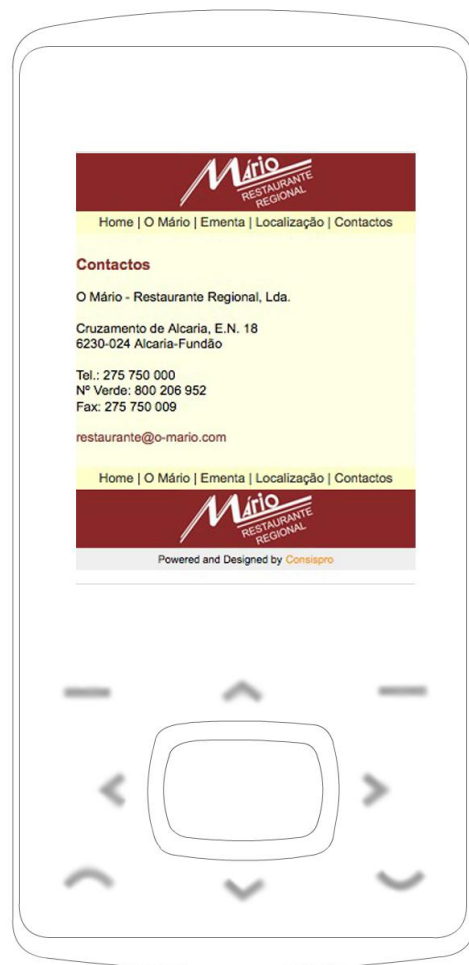 Mário
RESTAURANTE
REGIONAL
Home | O Mário | Ementa | Localização | Contactos
Contactos
O Mário - Restaurante Regional, Lda.
Cruzamento de Alcaria, E.N. 18
6230-024 Alcaria-Fundão
Tel.: 275 750 000
Nº Verde: 800 206 952
Fax: 275 750 009
restaurante@o-mario.com
Home | O Mário | Ementa | Localização | Contactos
Mário
RESTAURANTE
REGIONAL
Powered and Designed by Consispro